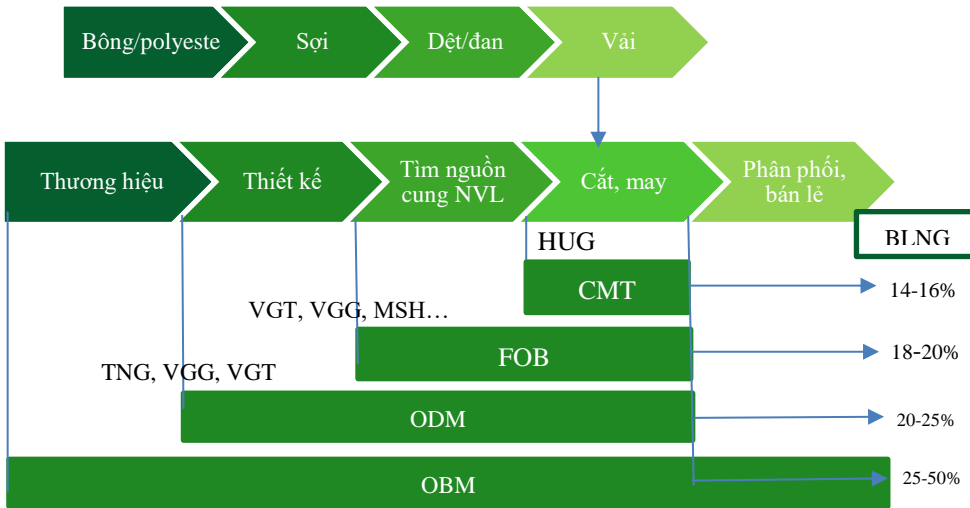 Bông/polyeste
Sợi
Dệt/đan
Vải
Thương hiệu
Thiết kế
Tìm nguồn
cung NVL
Cắt, may
Phân phối,
bán lẻ
BLNG
HUG
CMT
14-16%
VGT, VGG, MSH…
FOB
18-20%
TNG, VGG, VGT
ODM
20-25%
OBM
25-50%